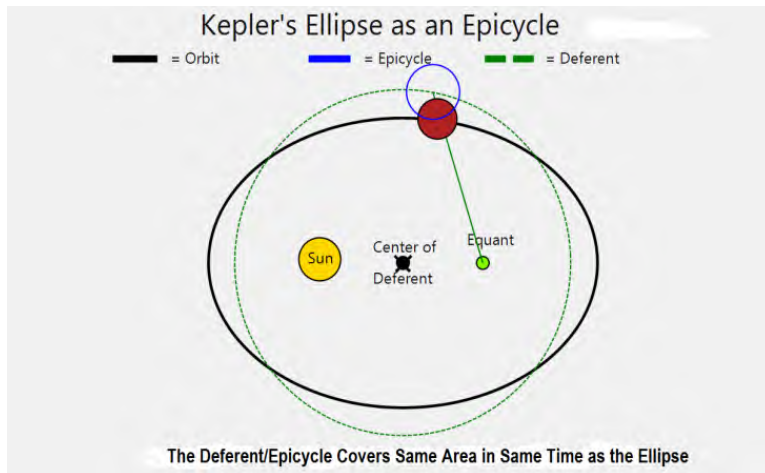 Kepler's Ellipse as an Epicycle
= Orbit
= Epicycle
= Deferent
Sun
Center of
Deferent
Equant
The Deferent/Epicycle Covers Same Area in Same Time as the Ellipse